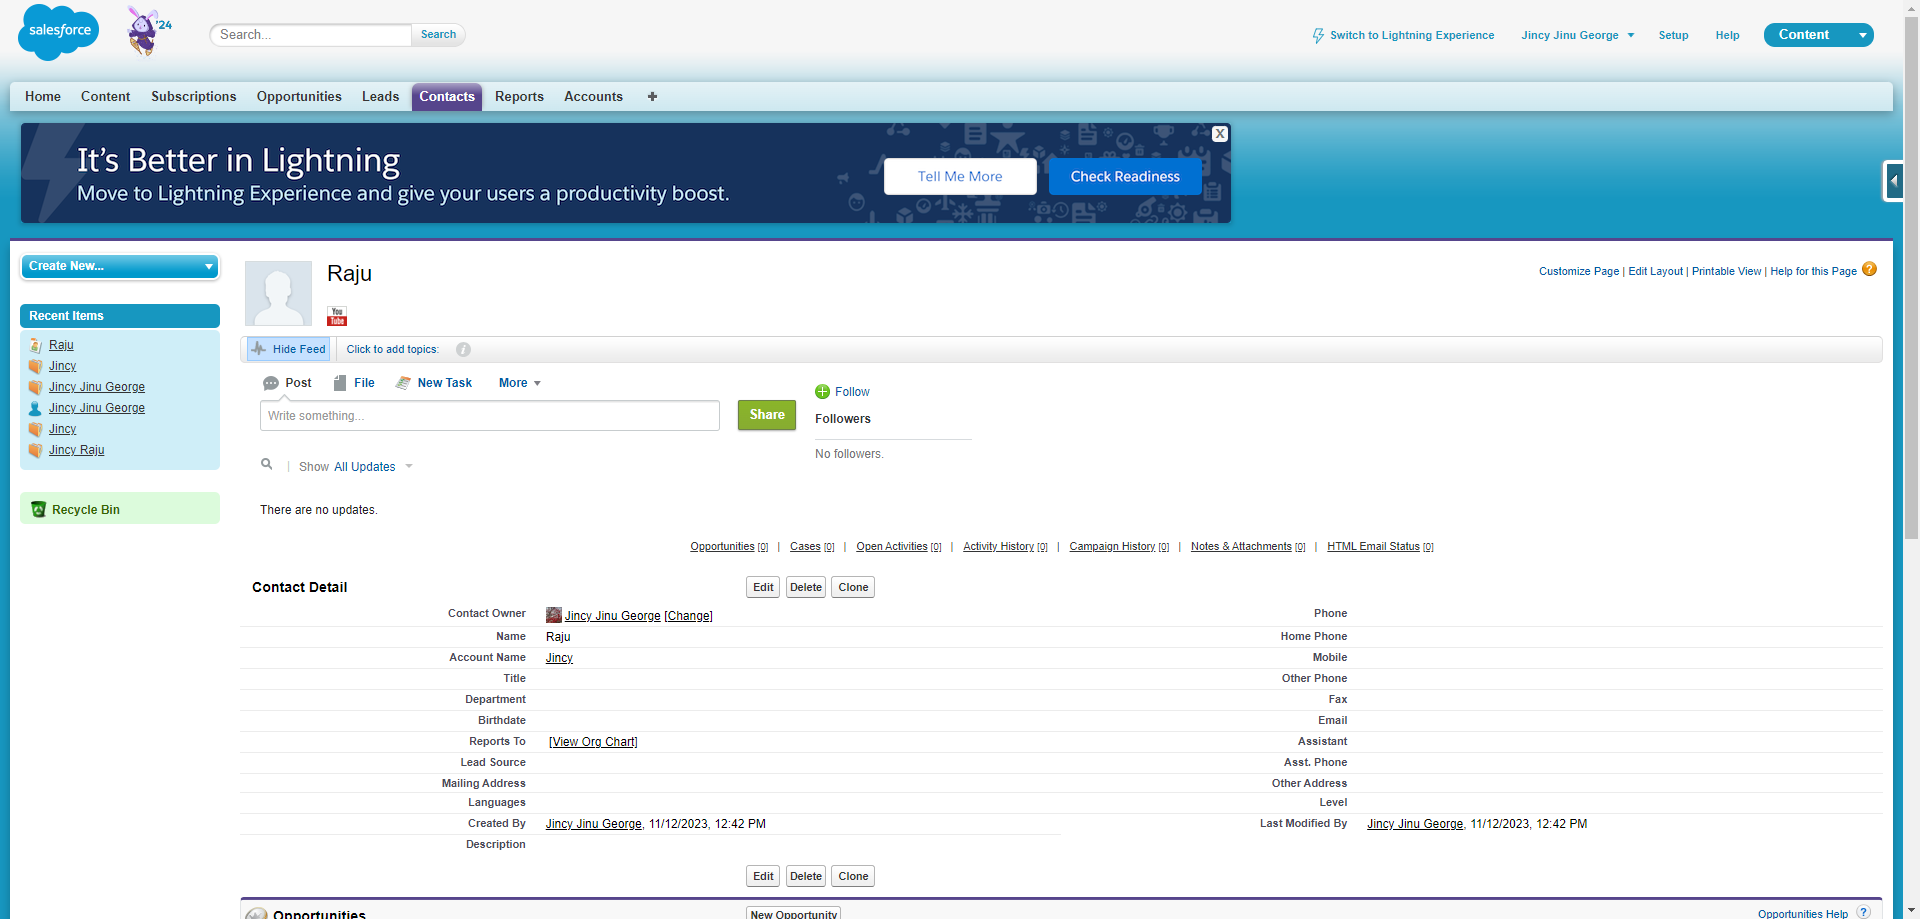 salesforce
'24
Search...
Search
Switch to Lightning Experience
Jincy Jinu George
Setup
Help
Content
Home
Content
Subscriptions
Opportunities
Leads
Contacts
Reports
Accounts
+
It's Better in Lightning
Move to Lightning Experience and give your users a productivity boost.
Tell Me More
Check Readiness
X
Create New...
Recent Items
Raju
Jincy
Jincy Jinu George
Jincy Jinu George
Jincy
Jincy Raju
Recycle Bin
Raju
You
Tube
Customize Page | Edit Layout | Printable View | Help for this Page ?
Hide Feed
Click to add topics:
i
Post
File
New Task
More
Write something...
Share
Show All Updates
There are no updates.
Follow
Followers
No followers.
Opportunities [0] | Cases [0] | Open Activities [0] | Activity History [0] | Campaign History [0] | Notes & Attachments [0] | HTML Email Status [0]
Contact Detail
Edit
Delete
Clone
Contact Owner Jincy Jinu George [Change] Phone
Name Raju Home Phone
Account Name Jincy Mobile
Title Other Phone
Department Fax
Birthdate Email
Reports To [View Org Chart] Assistant
Lead Source Asst. Phone
Mailing Address Other Address
Languages Level
Created By Jincy Jinu George, 11/12/2023, 12:42 PM Last Modified By Jincy Jinu George, 11/12/2023, 12:42 PM
Description
Edit
Delete
Clone
Opportunities
New Opportunity
Opportunities Help ?